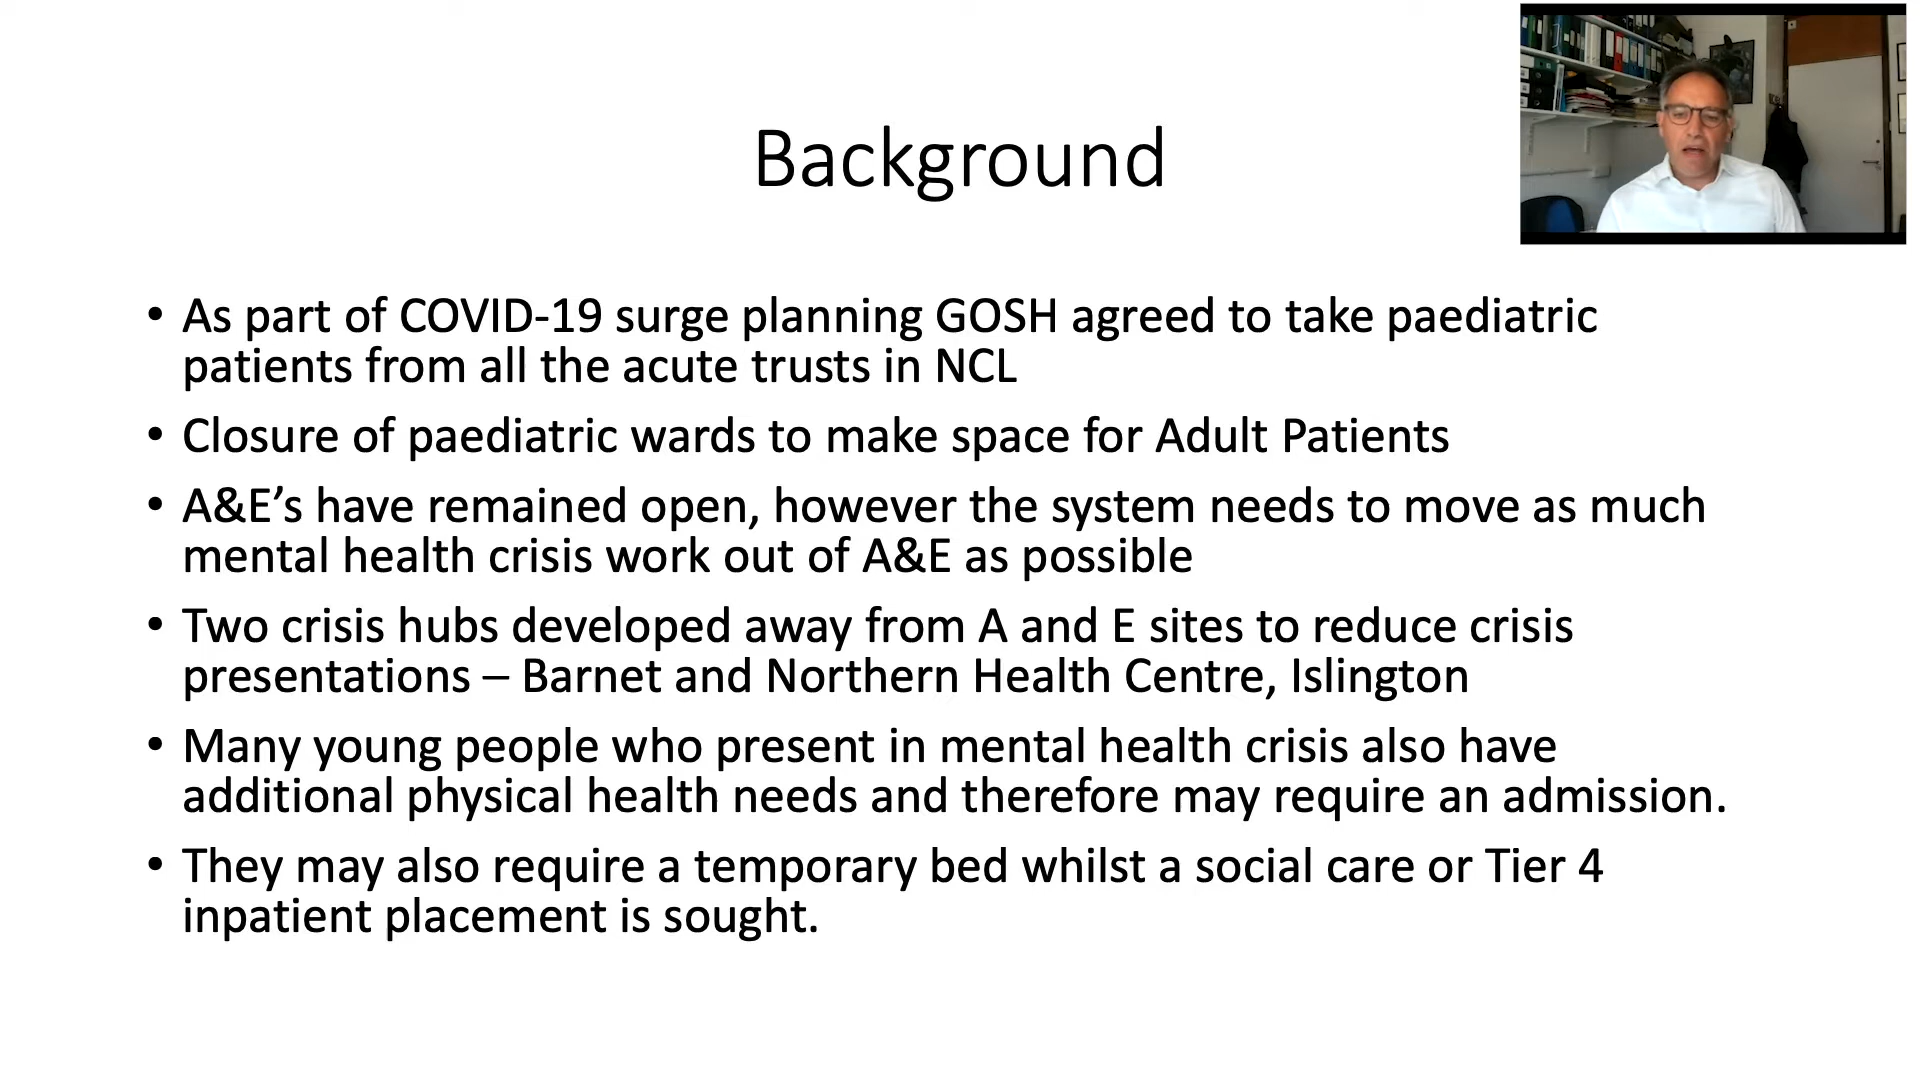 Background
• As part of COVID-19 surge planning GOSH agreed to take paediatric
patients from all the acute trusts in NCL
• Closure of paediatric wards to make space for Adult Patients
• A&E’s have remained open, however the system needs to move as much
mental health crisis work out of A&E as possible
• Two crisis hubs developed away from A and E sites to reduce crisis
presentations – Barnet and Northern Health Centre, Islington
• Many young people who present in mental health crisis also have
additional physical health needs and therefore may require an admission.
• They may also require a temporary bed whilst a social care or Tier 4
inpatient placement is sought.